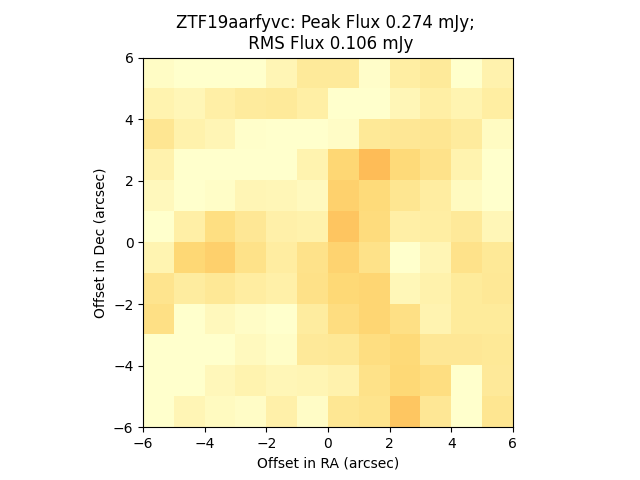 ZTF19aarfyvc: Peak Flux 0.274 mJy;
RMS Flux 0.106 mJy
6
4
2
0
−2
−4
−6
Offset in Dec (arcsec)
−6 −4 −2 0 2 4 6
Offset in RA (arcsec)